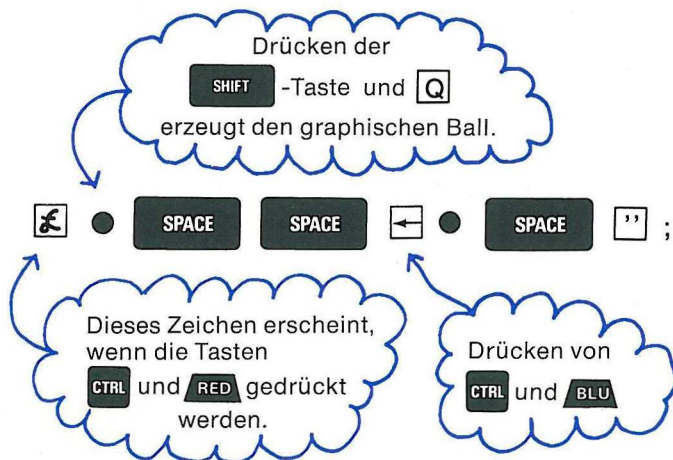 Drücken der
SHIFT -Taste und Q
erzeugt den graphischen Ball.
£ ● SPACE SPACE ← ● SPACE " ;
Dieses Zeichen erscheint,
wenn die Tasten
CTRL und RED gedrückt
werden.
Drücken von
CTRL und BLU